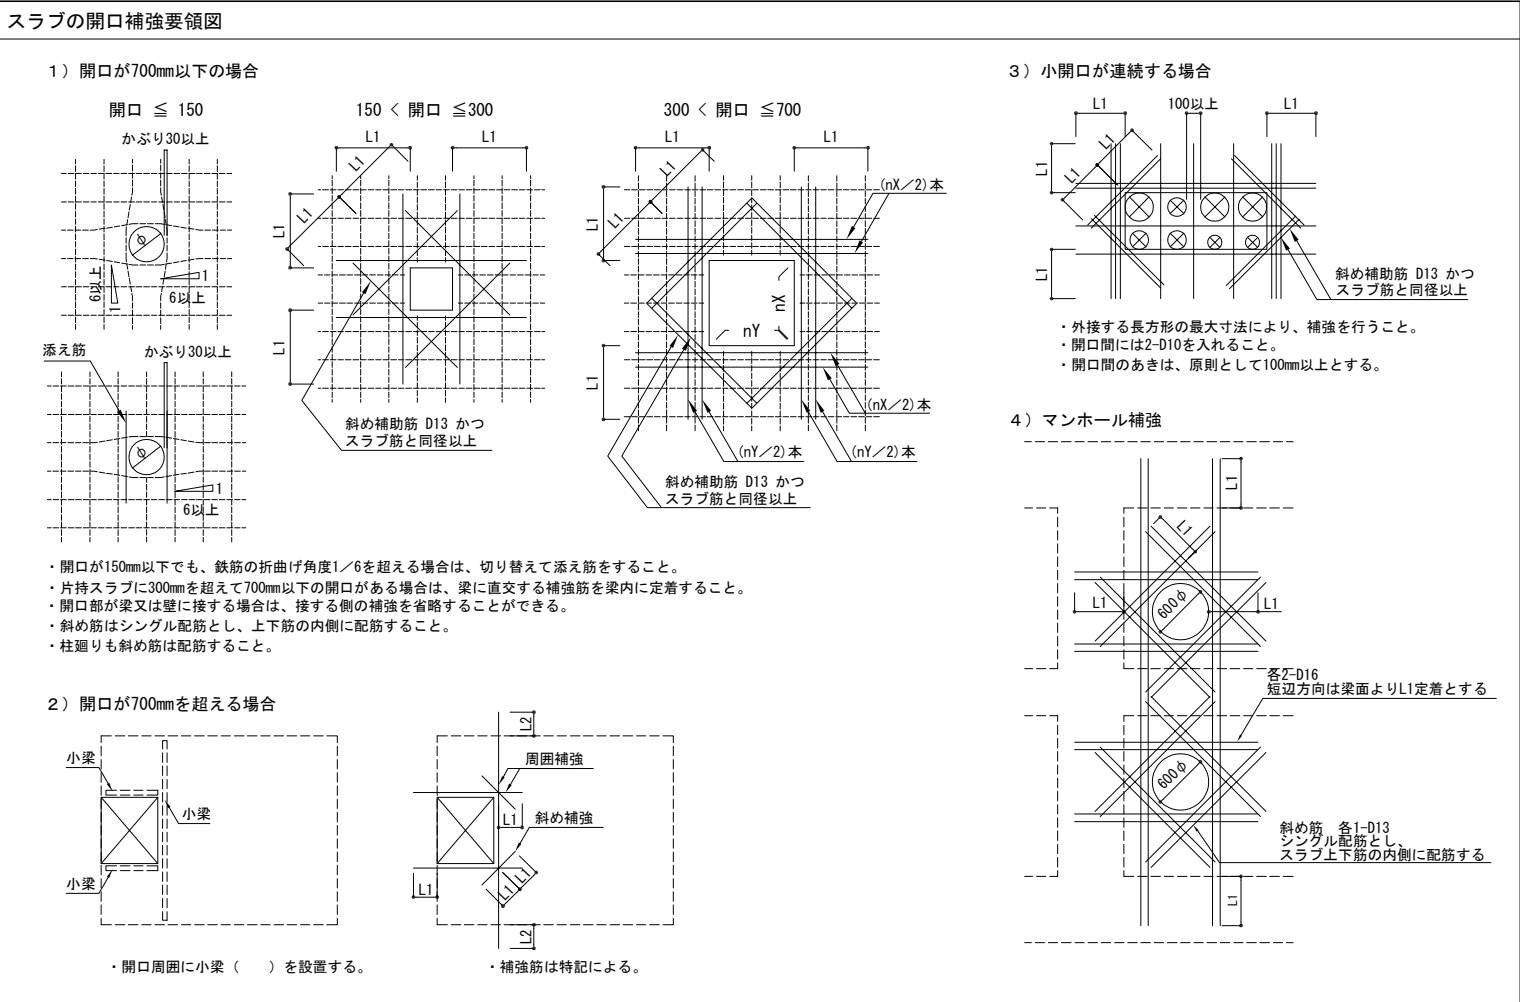 スラブの開口補強要領図
1）開口が700mm以下の場合
開口 ≦ 150
かぶり30以上
φ
6以上
1
1
6以上
添え筋
かぶり30以上
φ
1
6以上
150 < 開口 ≦300
L1
L1
L1
L1
L1
L1
斜め補助筋 D13 かつ
スラブ筋と同径以上
300 < 開口 ≦700
L1
L1
L1
L1
L1
L1
(nX／2)本
nX
nY
(nX／2)本
(nY／2)本
(nY／2)本
斜め補助筋 D13 かつ
スラブ筋と同径以上
・開口が150mm以下でも、鉄筋の折曲げ角度1／6を超える場合は、切り替えて添え筋をすること。
・片持スラブに300mmを超えて700mm以下の開口がある場合は、梁に直交する補強筋を梁内に定着すること。
・開口部が梁又は壁に接する場合は、接する側の補強を省略することができる。
・斜め筋はシングル配筋とし、上下筋の内側に配筋すること。
・柱廻りも斜め筋は配筋すること。
2）開口が700mmを超える場合
小梁
小梁
小梁
・開口周囲に小梁（　　）を設置する。
L2
周囲補強
L1
斜め補強
L1
L1
L1
L2
・補強筋は特記による。
3）小開口が連続する場合
L1
100以上
L1
L1
L1
L1
L1
斜め補助筋 D13 かつ
スラブ筋と同径以上
・外接する長方形の最大寸法により、補強を行うこと。
・開口間には2-D10を入れること。
・開口間のあきは、原則として100mm以上とする。
4）マンホール補強
L1
L1
L1
600φ
L1
各2-D16
短辺方向は梁面よりL1定着とする
600φ
斜め筋　各1-D13
シングル配筋とし、
スラブ上下筋の内側に配筋する
L1